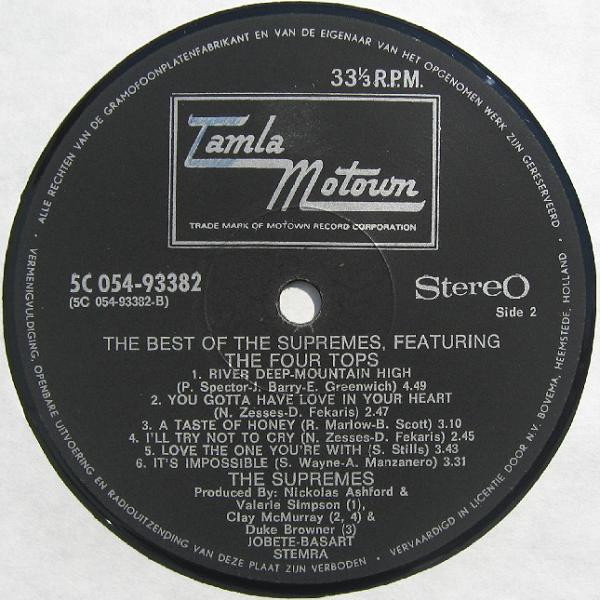 ALLE RECHTEN VAN DE GRAMOFOONPLATENFABRIKANT EN VAN DE EIGENAAR VAN HET OPGENOMEN WERK ZIJN GERESERVEERD
33⅓ R.P.M.
Tamla
Motown
TRADE MARK OF MOTOWN RECORD CORPORATION
5C 054-93382
(5C 054-93382-B)
StereO
Side 2
THE BEST OF THE SUPREMES, FEATURING
THE FOUR TOPS
1. RIVER DEEP-MOUNTAIN HIGH
(P. Spector-J. Barry-E. Greenwich) 4.49
2. YOU GOTTA HAVE LOVE IN YOUR HEART
(N. Zesses-D. Fekaris) 2.47
3. A TASTE OF HONEY (R. Marlow-B. Scott) 3.10
4. I'LL TRY NOT TO CRY (N. Zesses-D. Fekaris) 2.45
5. LOVE THE ONE YOU'RE WITH (S. Stills) 3.43
6. IT'S IMPOSSIBLE (S. Wayne-A. Manzanero) 3.31
THE SUPREMES
Produced By: Nickolas Ashford &
Valerie Simpson (1),
Clay McMurray (2, 4) &
Duke Browner (3)
JOBETE-BASART
STEMRA
VERMENIGVULDIGING, OPENBARE UITVOERING EN RADIOUITZENDING VAN DEZE PLAAT ZIJN VERBODEN • VERVAARDIGD IN LICENTIE DOOR N.V. BOVEMA, HEEMSTEDE, HOLLAND